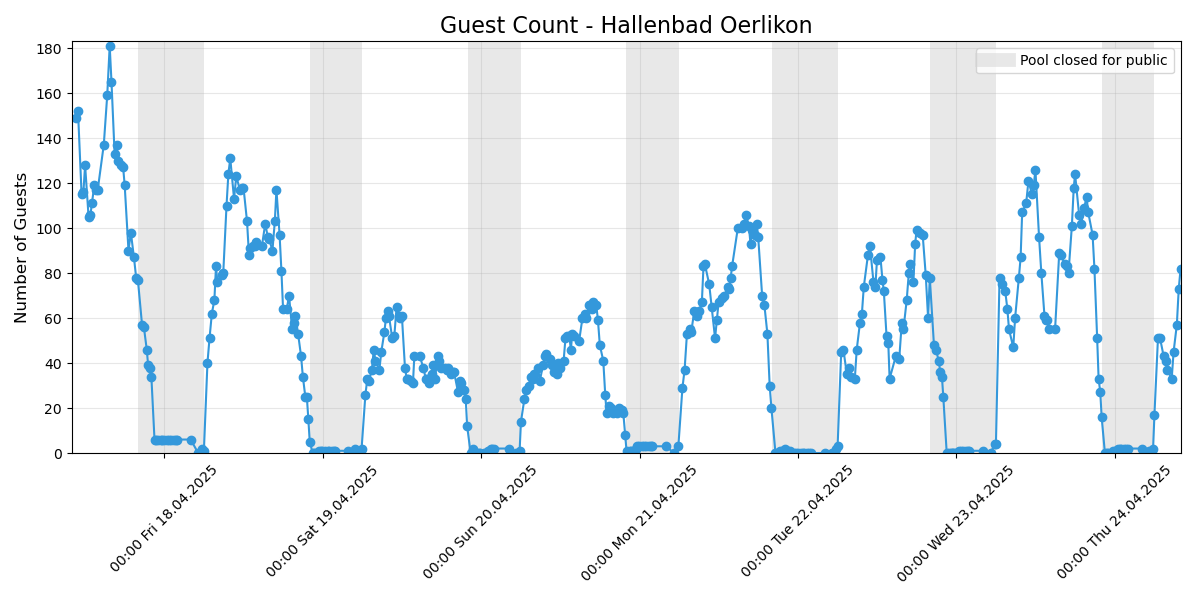 Guest Count - Hallenbad Oerlikon
Pool closed for public
Number of Guests
180
160
140
120
100
80
60
40
20
0
00:00 Fri 18.04.2025
00:00 Sat 19.04.2025
00:00 Sun 20.04.2025
00:00 Mon 21.04.2025
00:00 Tue 22.04.2025
00:00 Wed 23.04.2025
00:00 Thu 24.04.2025